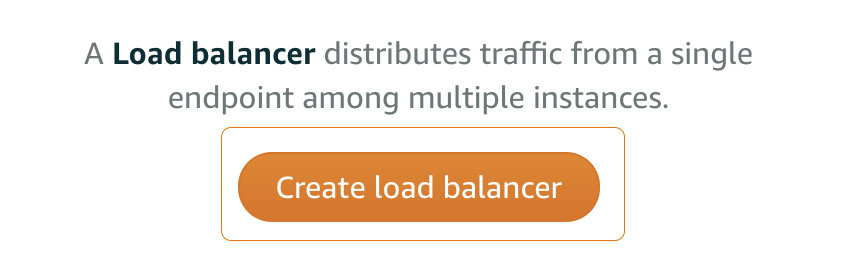 A Load balancer distributes traffic from a single
endpoint among multiple instances.
Create load balancer